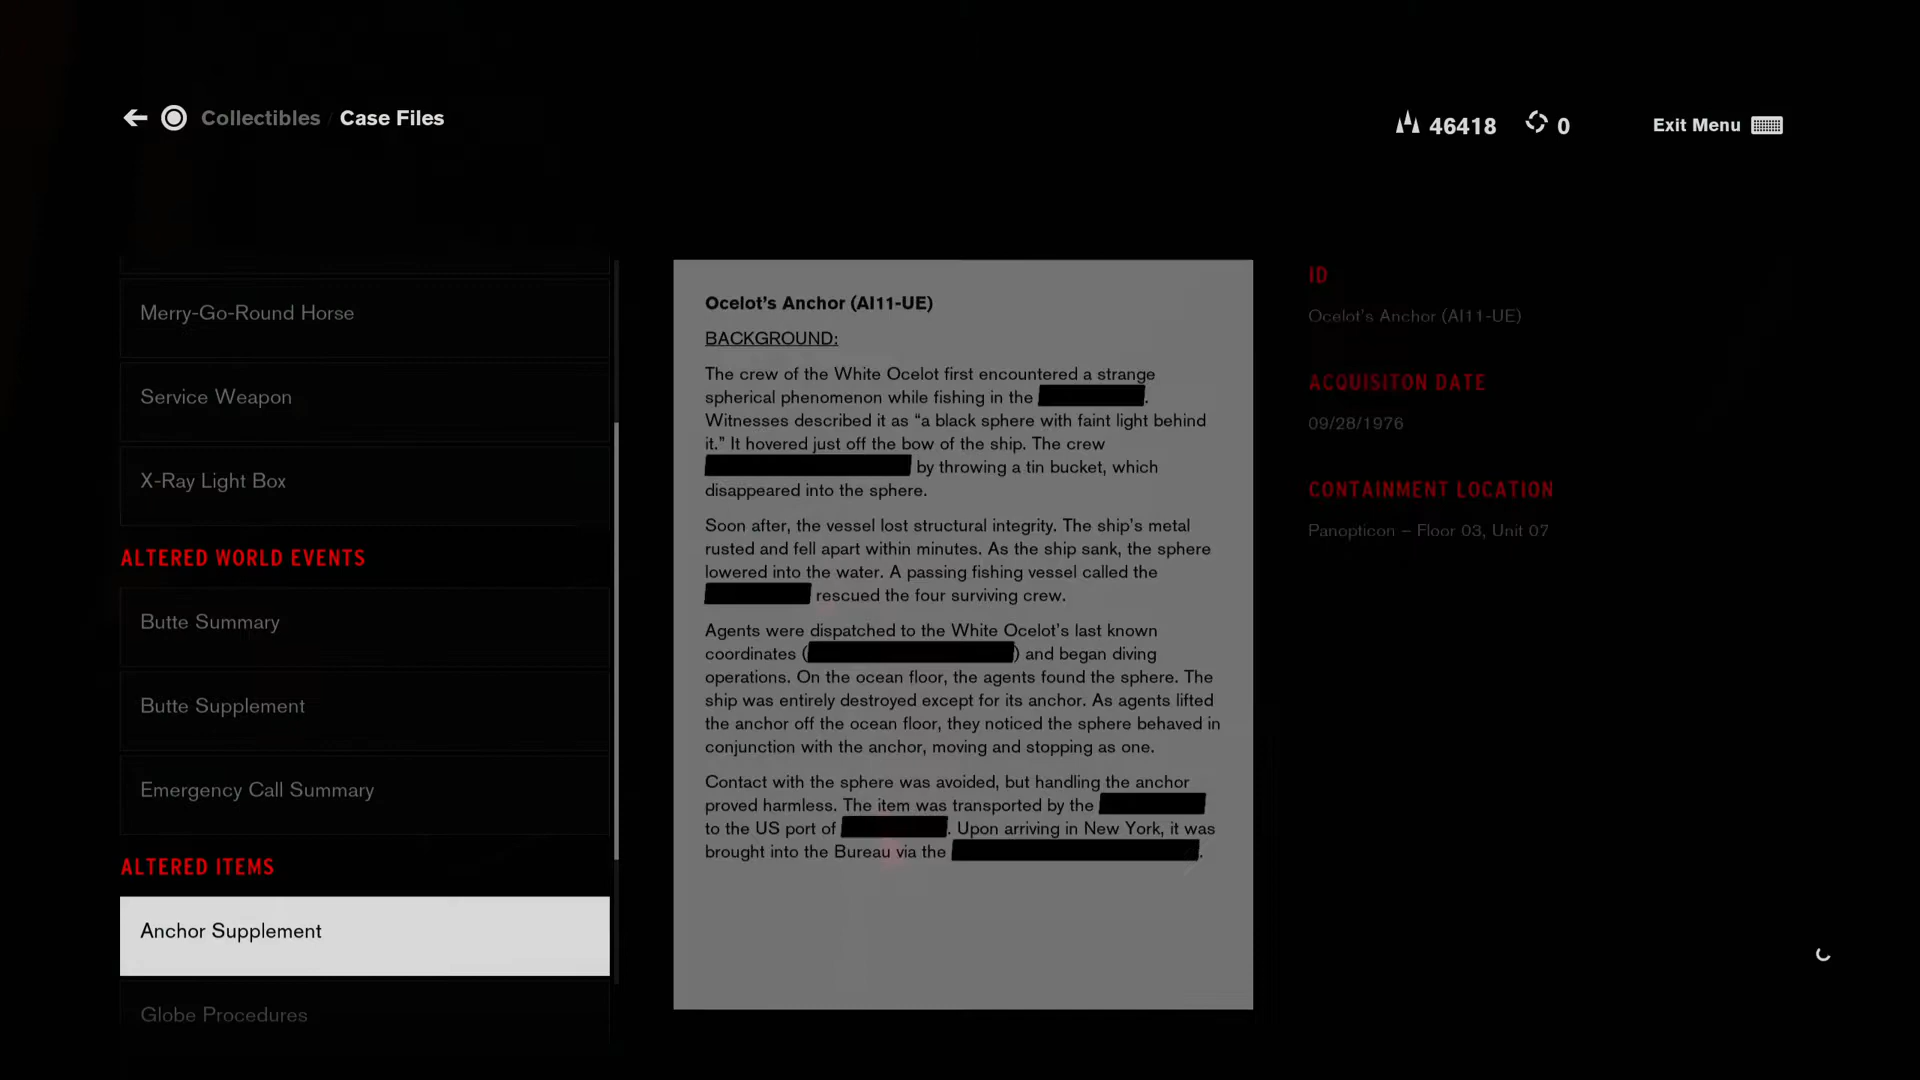 Collectibles / Case Files
46418
0
Exit Menu
Merry-Go-Round Horse
Service Weapon
X-Ray Light Box
ALTERED WORLD EVENTS
Butte Summary
Butte Supplement
Emergency Call Summary
ALTERED ITEMS
Anchor Supplement
Globe Procedures
Ocelot's Anchor (AI11-UE)
BACKGROUND:
The crew of the White Ocelot first encountered a strange
spherical phenomenon while fishing in the .
Witnesses described it as “a black sphere with faint light behind
it.” It hovered just off the bow of the ship. The crew
by throwing a tin bucket, which
disappeared into the sphere.
Soon after, the vessel lost structural integrity. The ship's metal
rusted and fell apart within minutes. As the ship sank, the sphere
lowered into the water. A passing fishing vessel called the
rescued the four surviving crew.
Agents were dispatched to the White Ocelot's last known
coordinates ( ) and began diving
operations. On the ocean floor, the agents found the sphere. The
ship was entirely destroyed except for its anchor. As agents lifted
the anchor off the ocean floor, they noticed the sphere behaved in
conjunction with the anchor, moving and stopping as one.
Contact with the sphere was avoided, but handling the anchor
proved harmless. The item was transported by the
to the US port of . Upon arriving in New York, it was
brought into the Bureau via the .
ID
Ocelot's Anchor (AI11-UE)
ACQUISITON DATE
09/28/1976
CONTAINMENT LOCATION
Panopticon – Floor 03, Unit 07